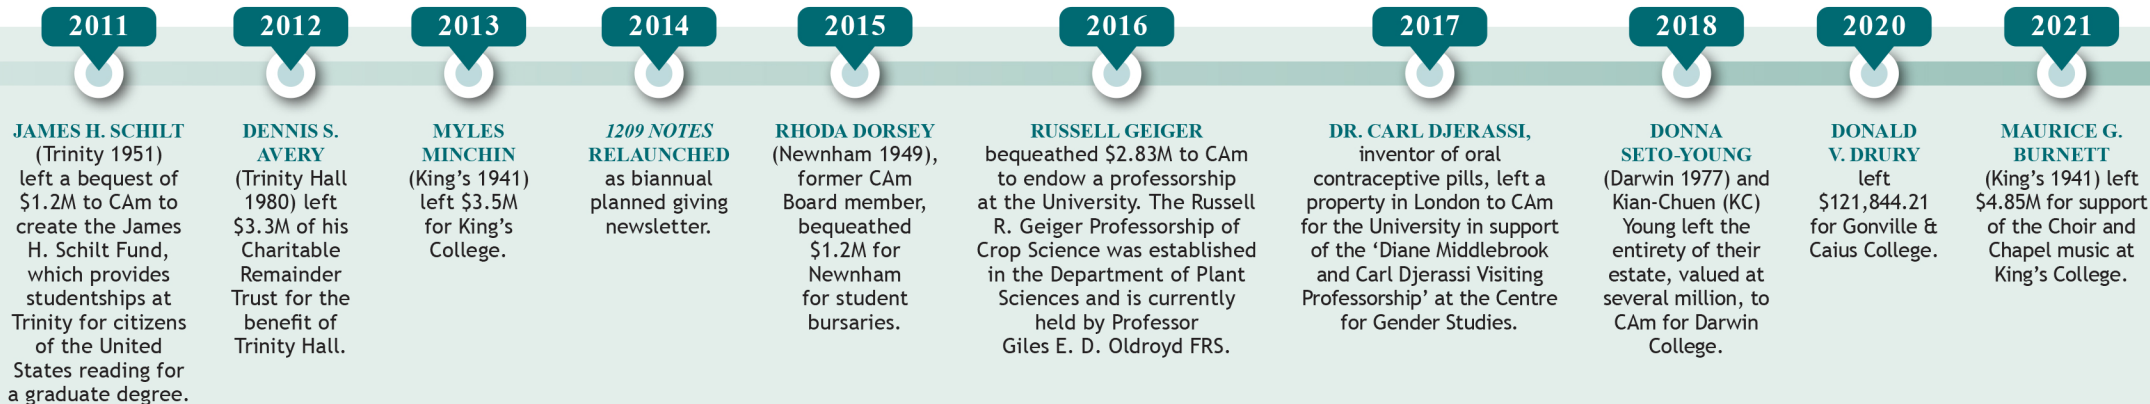 2011
JAMES H. SCHILT
(Trinity 1951)
left a bequest of
$1.2M to CAm to
create the James
H. Schilt Fund,
which provides
studentships at
Trinity for citizens
of the United
States reading for
a graduate degree.
2012
DENNIS S.
AVERY
(Trinity Hall
1980) left
$3.3M of his
Charitable
Remainder
Trust for the
benefit of
Trinity Hall.
2013
MYLES
MINCHIN
(King’s 1941)
left $3.5M
for King’s
College.
2014
1209 NOTES
RELAUNCHED
as biannual
planned giving
newsletter.
2015
RHODA DORSEY
(Newnham 1949),
former CAm
Board member,
bequeathed
$1.2M for
Newnham
for student
bursaries.
2016
RUSSELL GEIGER
bequeathed $2.83M to CAm
to endow a professorship
at the University. The Russell
R. Geiger Professorship of
Crop Science was established
in the Department of Plant
Sciences and is currently
held by Professor
Giles E. D. Oldroyd FRS.
2017
DR. CARL DJERASSI,
inventor of oral
contraceptive pills, left a
property in London to CAm
for the University in support
of the ‘Diane Middlebrook
and Carl Djerassi Visiting
Professorship’ at the Centre
for Gender Studies.
2018
DONNA
SETO-YOUNG
(Darwin 1977) and
Kian-Chuen (KC)
Young left the
entirety of their
estate, valued at
several million, to
CAm for Darwin
College.
2020
DONALD
V. DRURY
left
$121,844.21
for Gonville &
Caius College.
2021
MAURICE G.
BURNETT
(King’s 1941) left
$4.85M for support
of the Choir and
Chapel music at
King’s College.